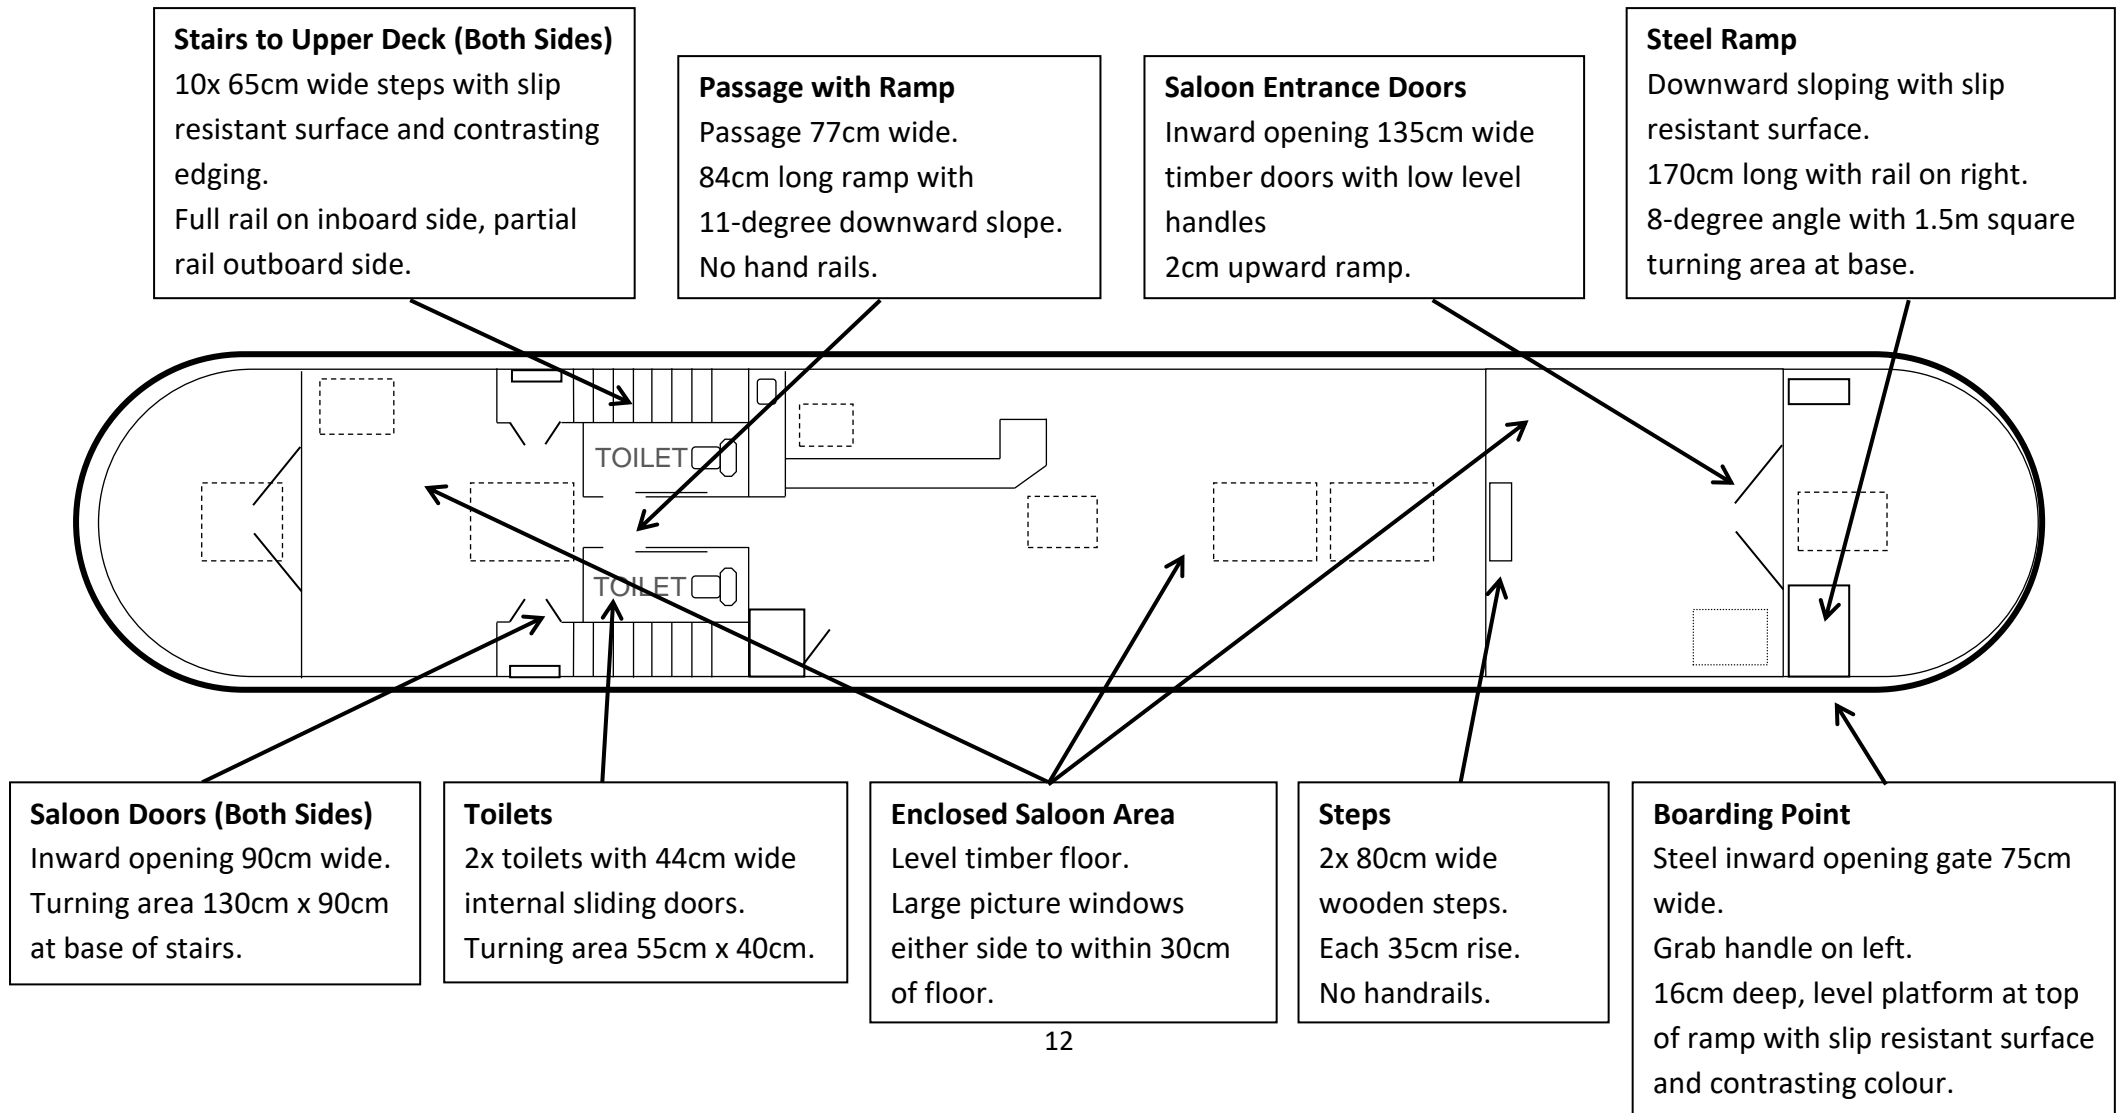 Stairs to Upper Deck (Both Sides)
10x 65cm wide steps with slip
resistant surface and contrasting
edging.
Full rail on inboard side, partial
rail outboard side.
Passage with Ramp
Passage 77cm wide.
84cm long ramp with
11-degree downward slope.
No hand rails.
Saloon Entrance Doors
Inward opening 135cm wide
timber doors with low level
handles
2cm upward ramp.
Steel Ramp
Downward sloping with slip
resistant surface.
170cm long with rail on right.
8-degree angle with 1.5m square
turning area at base.
TOILET
TOILET
Saloon Doors (Both Sides)
Inward opening 90cm wide.
Turning area 130cm x 90cm
at base of stairs.
Toilets
2x toilets with 44cm wide
internal sliding doors.
Turning area 55cm x 40cm.
Enclosed Saloon Area
Level timber floor.
Large picture windows
either side to within 30cm
of floor.
Steps
2x 80cm wide
wooden steps.
Each 35cm rise.
No handrails.
Boarding Point
Steel inward opening gate 75cm
wide.
Grab handle on left.
16cm deep, level platform at top
of ramp with slip resistant surface
and contrasting colour.
12